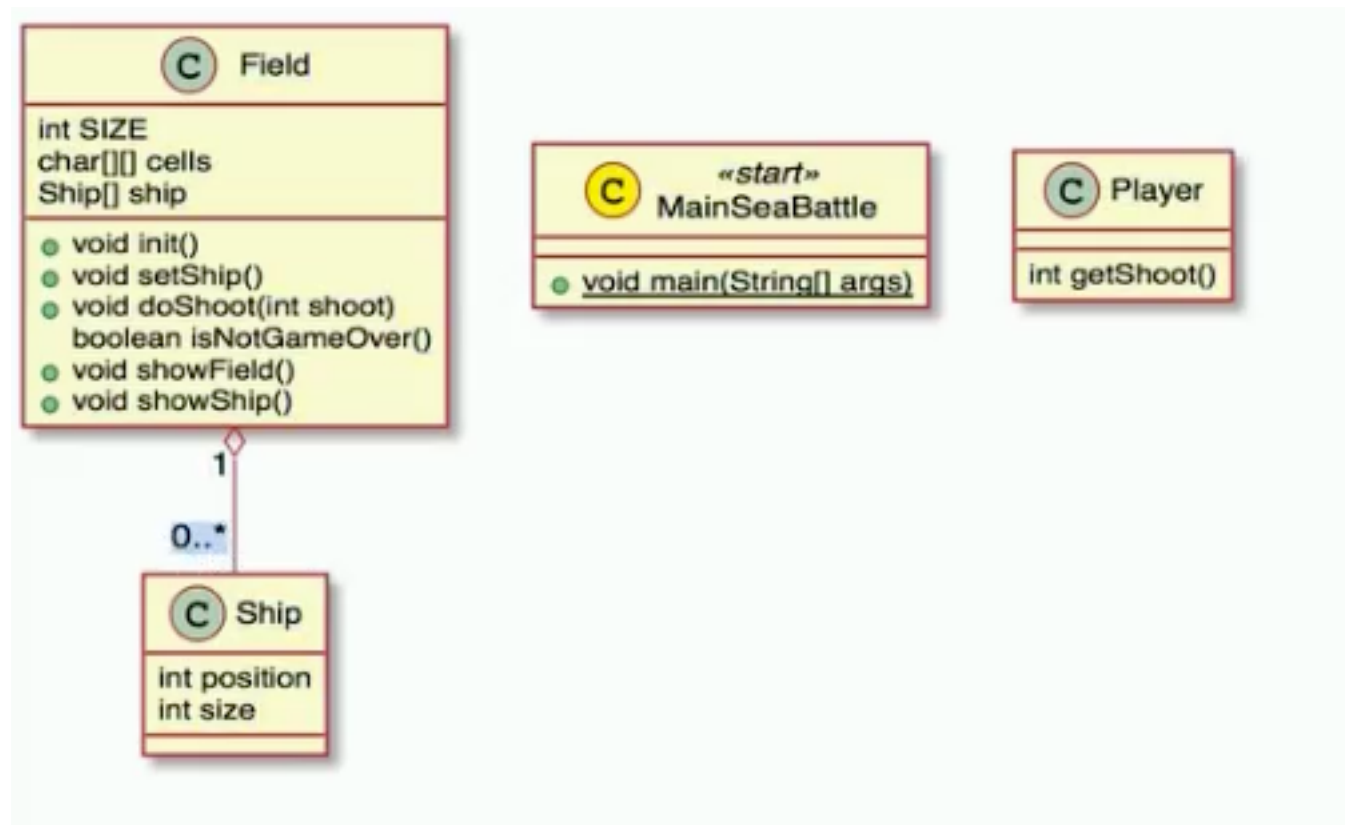 C Field
int SIZE
char[][] cells
Ship[] ship
void init()
void setShip()
void doShoot(int shoot)
boolean isNotGameOver()
void showField()
void showShip()
1
0..*
C Ship
int position
int size
«start»
C MainSeaBattle
void main(String[] args)
C Player
int getShoot()